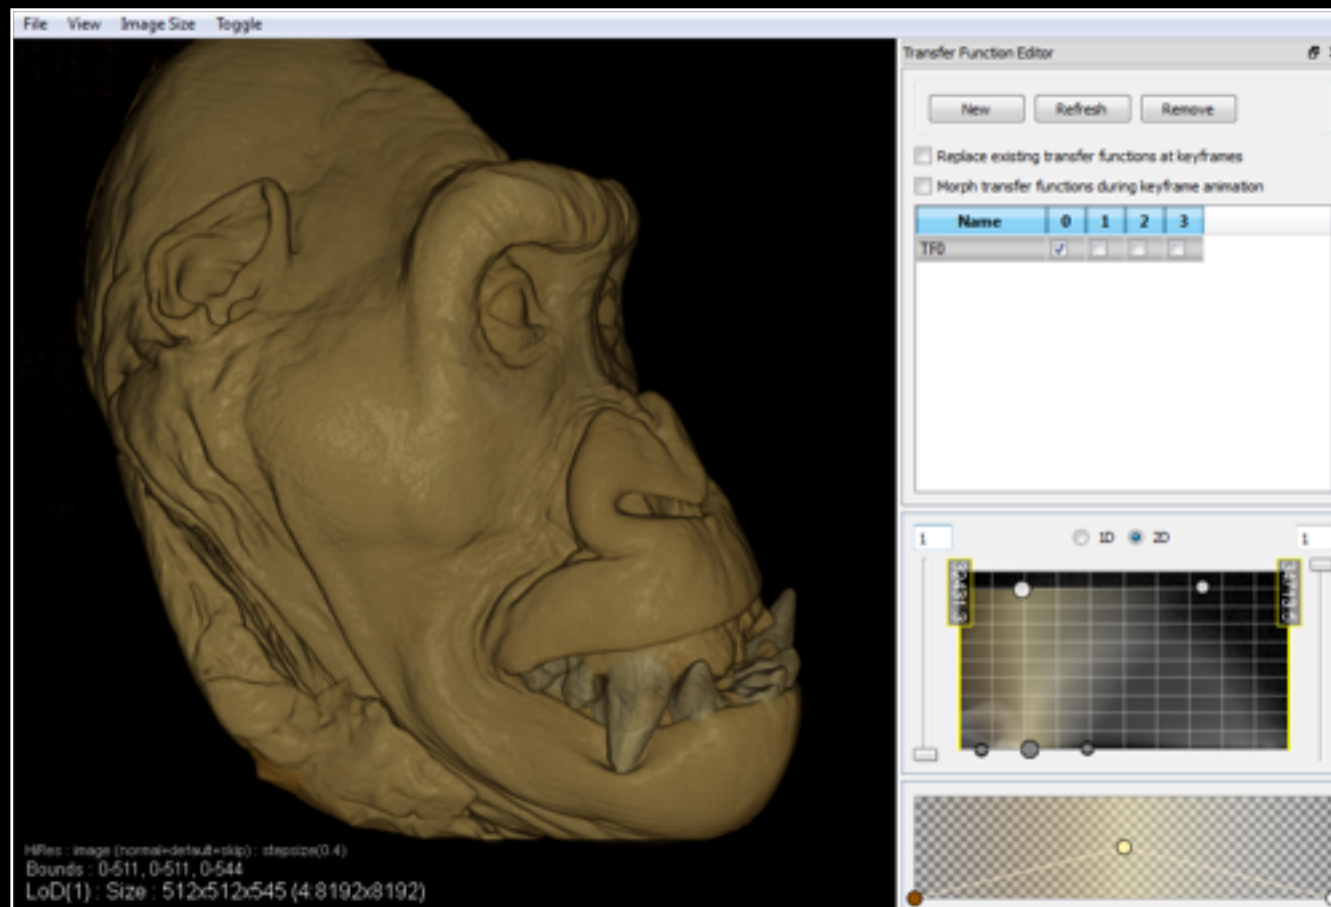 File View Image Size Toggle
Transfer Function Editor
New Refresh Remove
Replace existing transfer functions at keyframes
Morph transfer functions during keyframe animation
Name 0 1 2 3
TF0
1 1D 2D 1
HiRes : image (normal+default+skip) : stepsize(0.4)
Bounds : 0-511, 0-511, 0-544
LoD(1) : Size : 512x512x545 (4:8192x8192)